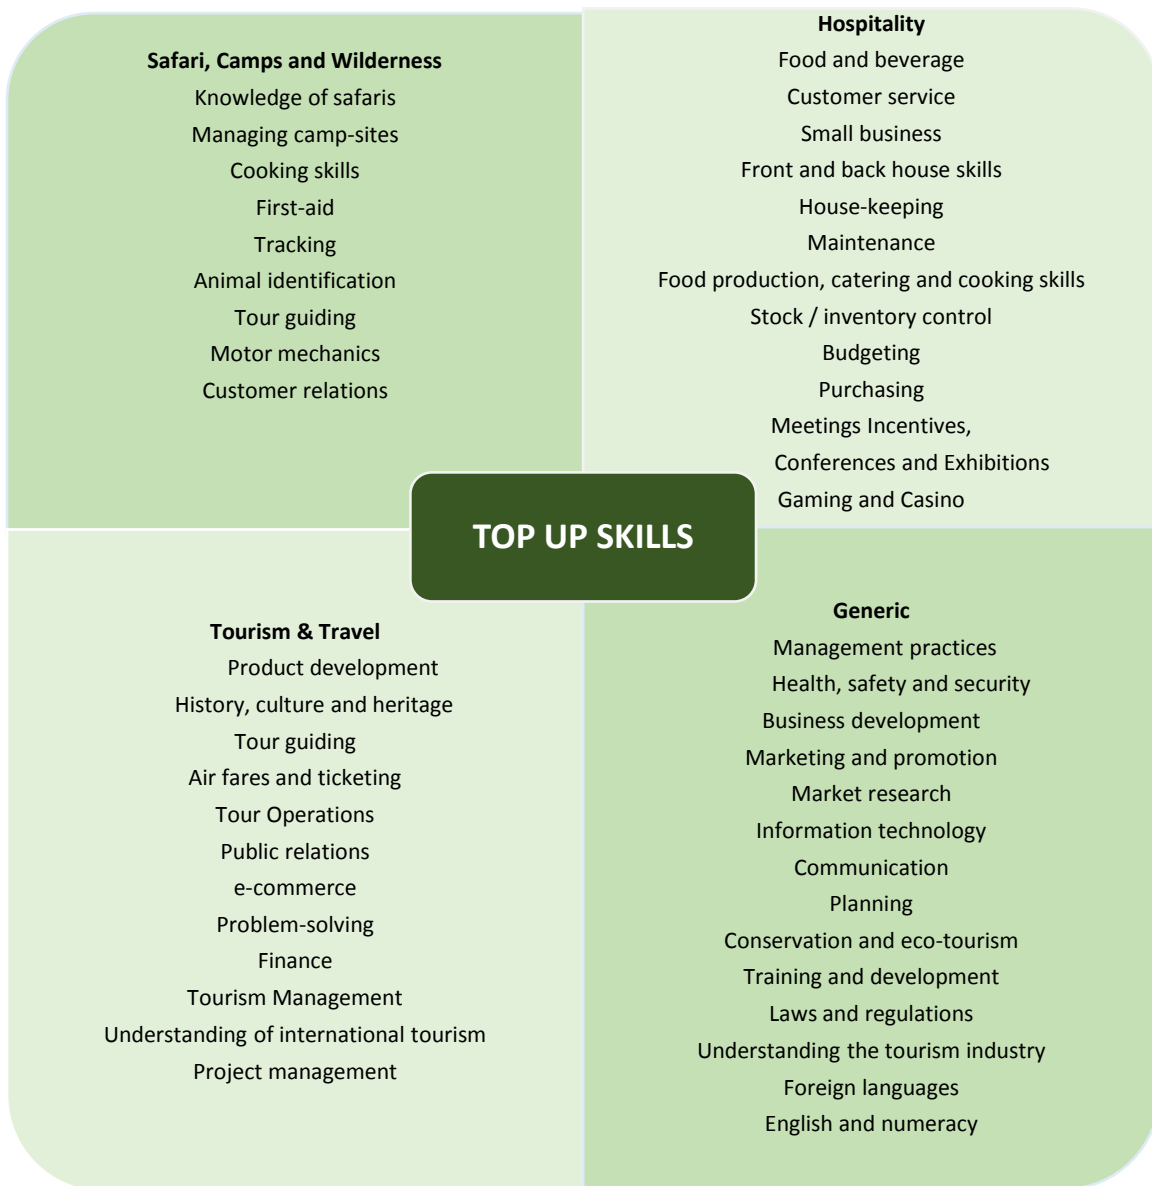 Safari, Camps and Wilderness
Knowledge of safaris
Managing camp-sites
Cooking skills
First-aid
Tracking
Animal identification
Tour guiding
Motor mechanics
Customer relations
Hospitality
Food and beverage
Customer service
Small business
Front and back house skills
House-keeping
Maintenance
Food production, catering and cooking skills
Stock / inventory control
Budgeting
Purchasing
Meetings Incentives,
Conferences and Exhibitions
Gaming and Casino
TOP UP SKILLS
Tourism & Travel
Product development
History, culture and heritage
Tour guiding
Air fares and ticketing
Tour Operations
Public relations
e-commerce
Problem-solving
Finance
Tourism Management
Understanding of international tourism
Project management
Generic
Management practices
Health, safety and security
Business development
Marketing and promotion
Market research
Information technology
Communication
Planning
Conservation and eco-tourism
Training and development
Laws and regulations
Understanding the tourism industry
Foreign languages
English and numeracy